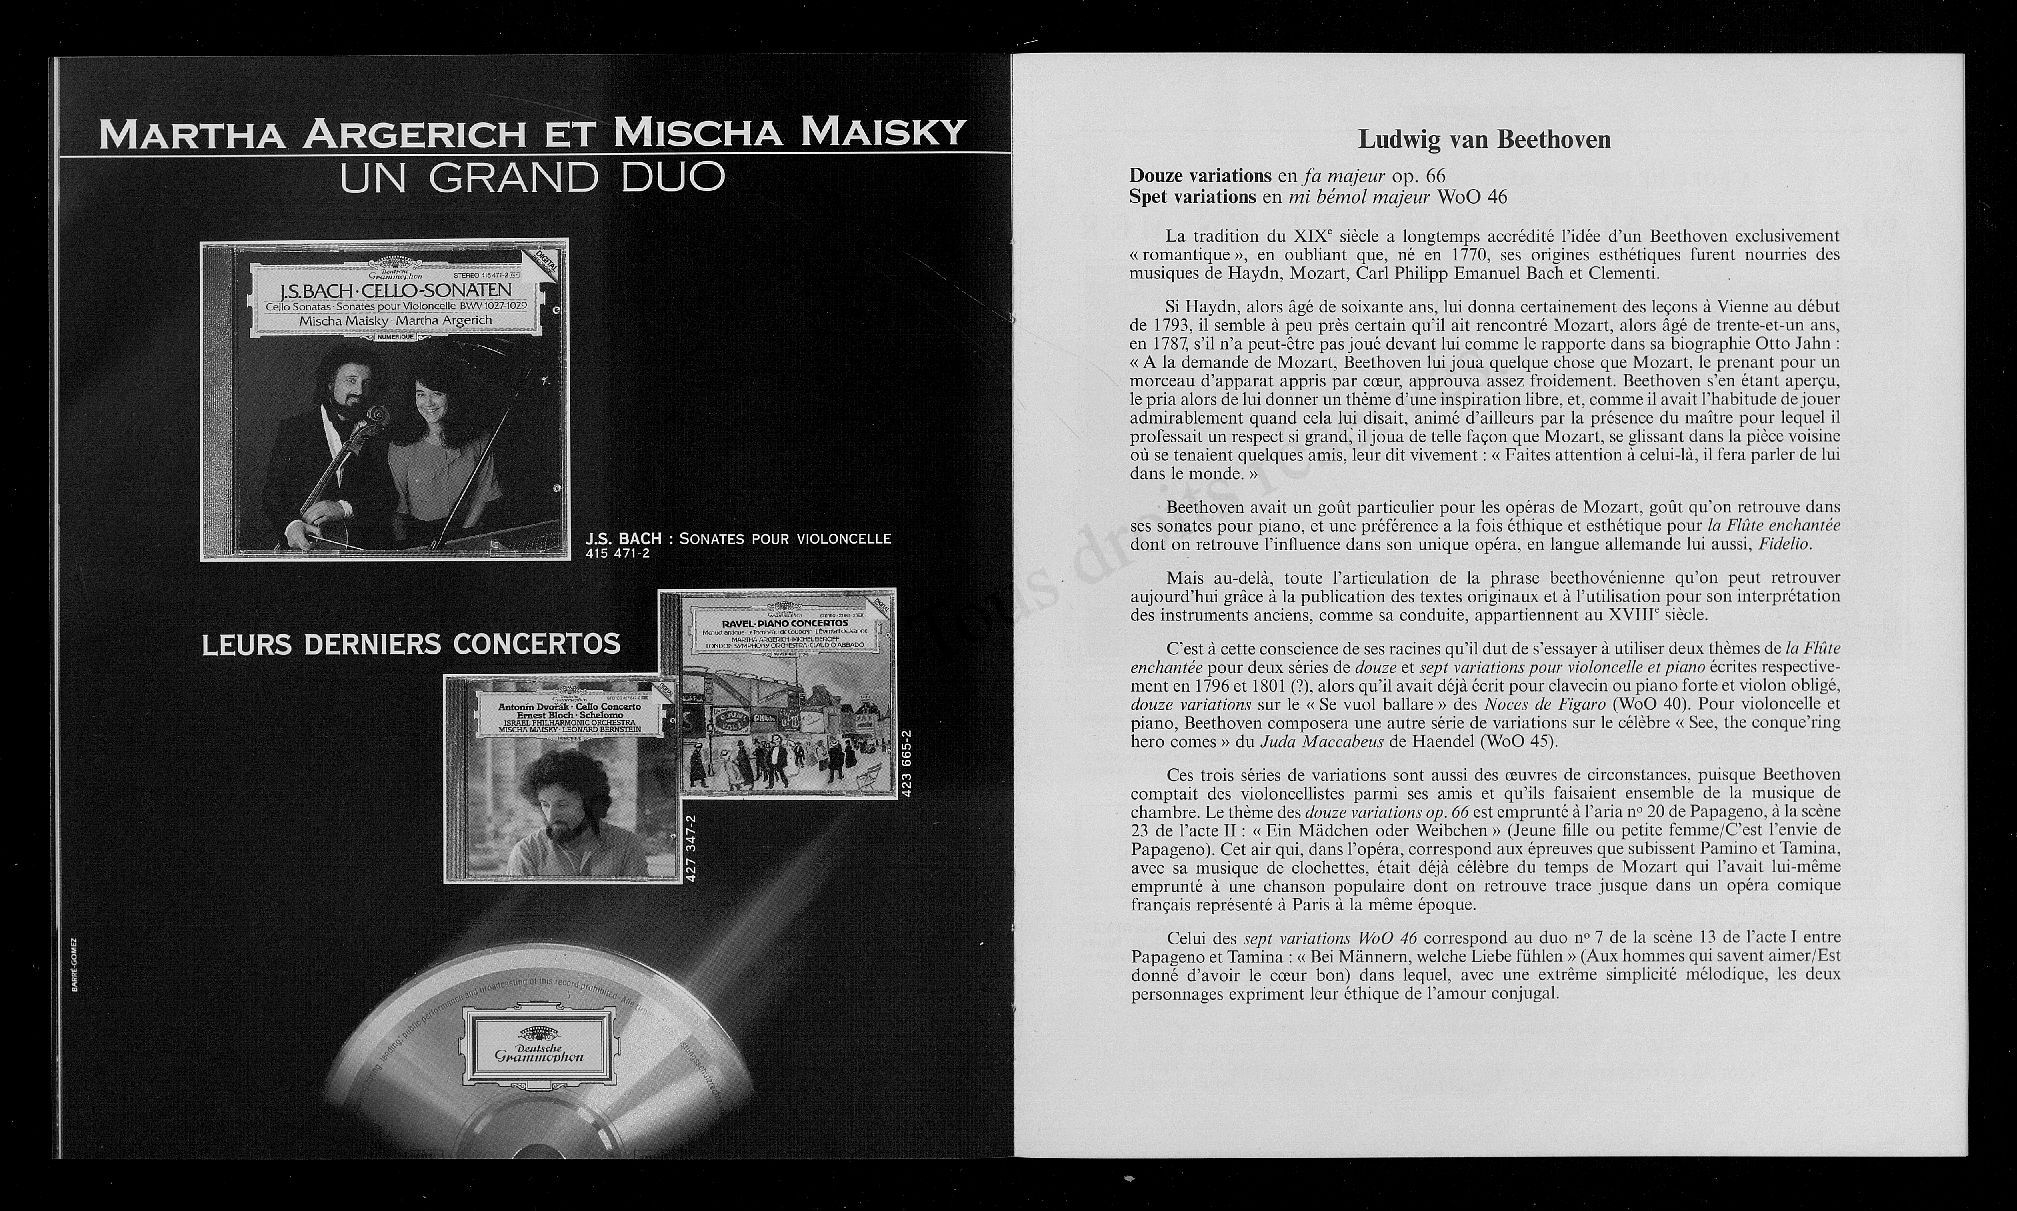 MARTHA ARGERICH ET MISCHA MAISKY
UN GRAND DUO
Deutsche
Grammophon
STEREO 415 471-2
DIGITAL
J.S. BACH · CELLO-SONATEN
Cello Sonatas · Sonates pour Violoncelle BWV 1027-1029
Mischa Maisky · Martha Argerich
NUMERIQUE
J.S. BACH : SONATES POUR VIOLONCELLE
415 471-2
LEURS DERNIERS CONCERTOS
RAVEL · PIANO CONCERTOS
MARTHA ARGERICH · MICHEL BEROFF
LONDON SYMPHONY ORCHESTRA · CLAUDIO ABBADO
423 665-2
Antonín Dvořák · Cello Concerto
Ernest Bloch · Schelomo
ISRAEL PHILHARMONIC ORCHESTRA
MISCHA MAISKY · LEONARD BERNSTEIN
427 347-2
BARRÉ-GOMEZ
lending, public performance and broadcasting of this record prohibited
Deutsche
Grammophon
Ludwig van Beethoven
Douze variations en fa majeur op. 66
Spet variations en mi bémol majeur WoO 46
La tradition du XIXe siècle a longtemps accrédité l'idée d'un Beethoven exclusivement
« romantique », en oubliant que, né en 1770, ses origines esthétiques furent nourries des
musiques de Haydn, Mozart, Carl Philipp Emanuel Bach et Clementi.
Si Haydn, alors âgé de soixante ans, lui donna certainement des leçons à Vienne au début
de 1793, il semble à peu près certain qu'il ait rencontré Mozart, alors âgé de trente-et-un ans,
en 1787, s'il n'a peut-être pas joué devant lui comme le rapporte dans sa biographie Otto Jahn :
« A la demande de Mozart, Beethoven lui joua quelque chose que Mozart, le prenant pour un
morceau d'apparat appris par cœur, approuva assez froidement. Beethoven s'en étant aperçu,
le pria alors de lui donner un thème d'une inspiration libre, et, comme il avait l'habitude de jouer
admirablement quand cela lui disait, animé d'ailleurs par la présence du maître pour lequel il
professait un respect si grand, il joua de telle façon que Mozart, se glissant dans la pièce voisine
où se tenaient quelques amis, leur dit vivement : « Faites attention à celui-là, il fera parler de lui
dans le monde. »
Beethoven avait un goût particulier pour les opéras de Mozart, goût qu'on retrouve dans
ses sonates pour piano, et une préférence a la fois éthique et esthétique pour la Flûte enchantée
dont on retrouve l'influence dans son unique opéra, en langue allemande lui aussi, Fidelio.
Mais au-delà, toute l'articulation de la phrase beethovénienne qu'on peut retrouver
aujourd'hui grâce à la publication des textes originaux et à l'utilisation pour son interprétation
des instruments anciens, comme sa conduite, appartiennent au XVIIIe siècle.
C'est à cette conscience de ses racines qu'il dut de s'essayer à utiliser deux thèmes de la Flûte
enchantée pour deux séries de douze et sept variations pour violoncelle et piano écrites respective-
ment en 1796 et 1801 (?), alors qu'il avait déjà écrit pour clavecin ou piano forte et violon obligé,
douze variations sur le « Se vuol ballare » des Noces de Figaro (WoO 40). Pour violoncelle et
piano, Beethoven composera une autre série de variations sur le célèbre « See, the conque'ring
hero comes » du Juda Maccabeus de Haendel (WoO 45).
Ces trois séries de variations sont aussi des œuvres de circonstances, puisque Beethoven
comptait des violoncellistes parmi ses amis et qu'ils faisaient ensemble de la musique de
chambre. Le thème des douze variations op. 66 est emprunté à l'aria no 20 de Papageno, à la scène
23 de l'acte II : « Ein Mädchen oder Weibchen » (Jeune fille ou petite femme/C'est l'envie de
Papageno). Cet air qui, dans l'opéra, correspond aux épreuves que subissent Pamino et Tamina,
avec sa musique de clochettes, était déjà célèbre du temps de Mozart qui l'avait lui-même
emprunté à une chanson populaire dont on retrouve trace jusque dans un opéra comique
français représenté à Paris à la même époque.
Celui des sept variations WoO 46 correspond au duo no 7 de la scène 13 de l'acte I entre
Papageno et Tamina : « Bei Männern, welche Liebe fühlen » (Aux hommes qui savent aimer/Est
donné d'avoir le cœur bon) dans lequel, avec une extrême simplicité mélodique, les deux
personnages expriment leur éthique de l'amour conjugal.